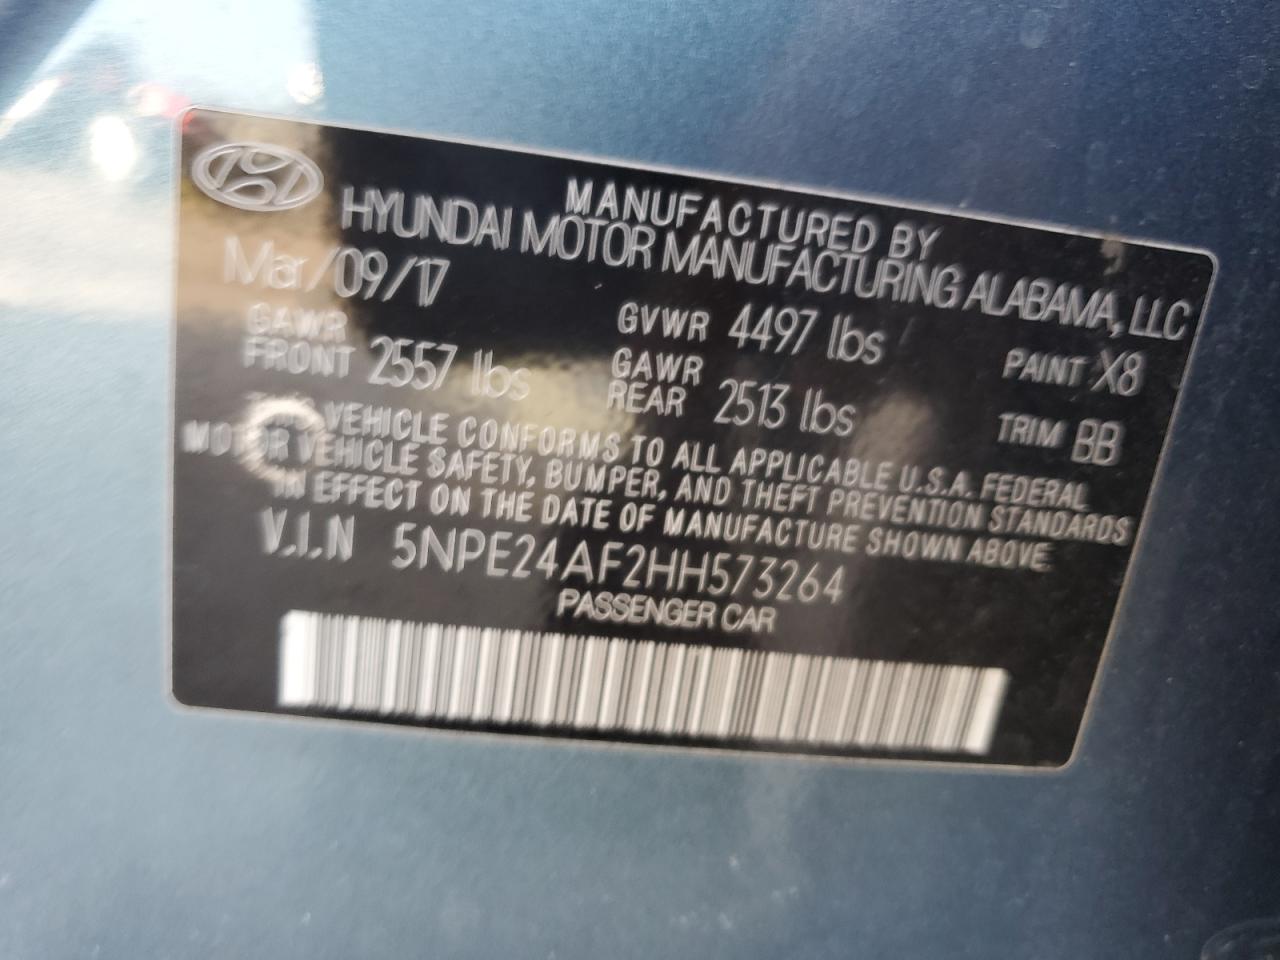 MANUFACTURED BY
HYUNDAI MOTOR MANUFACTURING ALABAMA, LLC
Mar/09/17
GAWR FRONT 2557 lbs
GVWR 4497 lbs
GAWR REAR 2513 lbs
PAINT X8
TRIM BB
THIS VEHICLE CONFORMS TO ALL APPLICABLE U.S.A. FEDERAL
MOTOR VEHICLE SAFETY, BUMPER, AND THEFT PREVENTION STANDARDS
IN EFFECT ON THE DATE OF MANUFACTURE SHOWN ABOVE.
V.I.N 5NPE24AF2HH573264
PASSENGER CAR